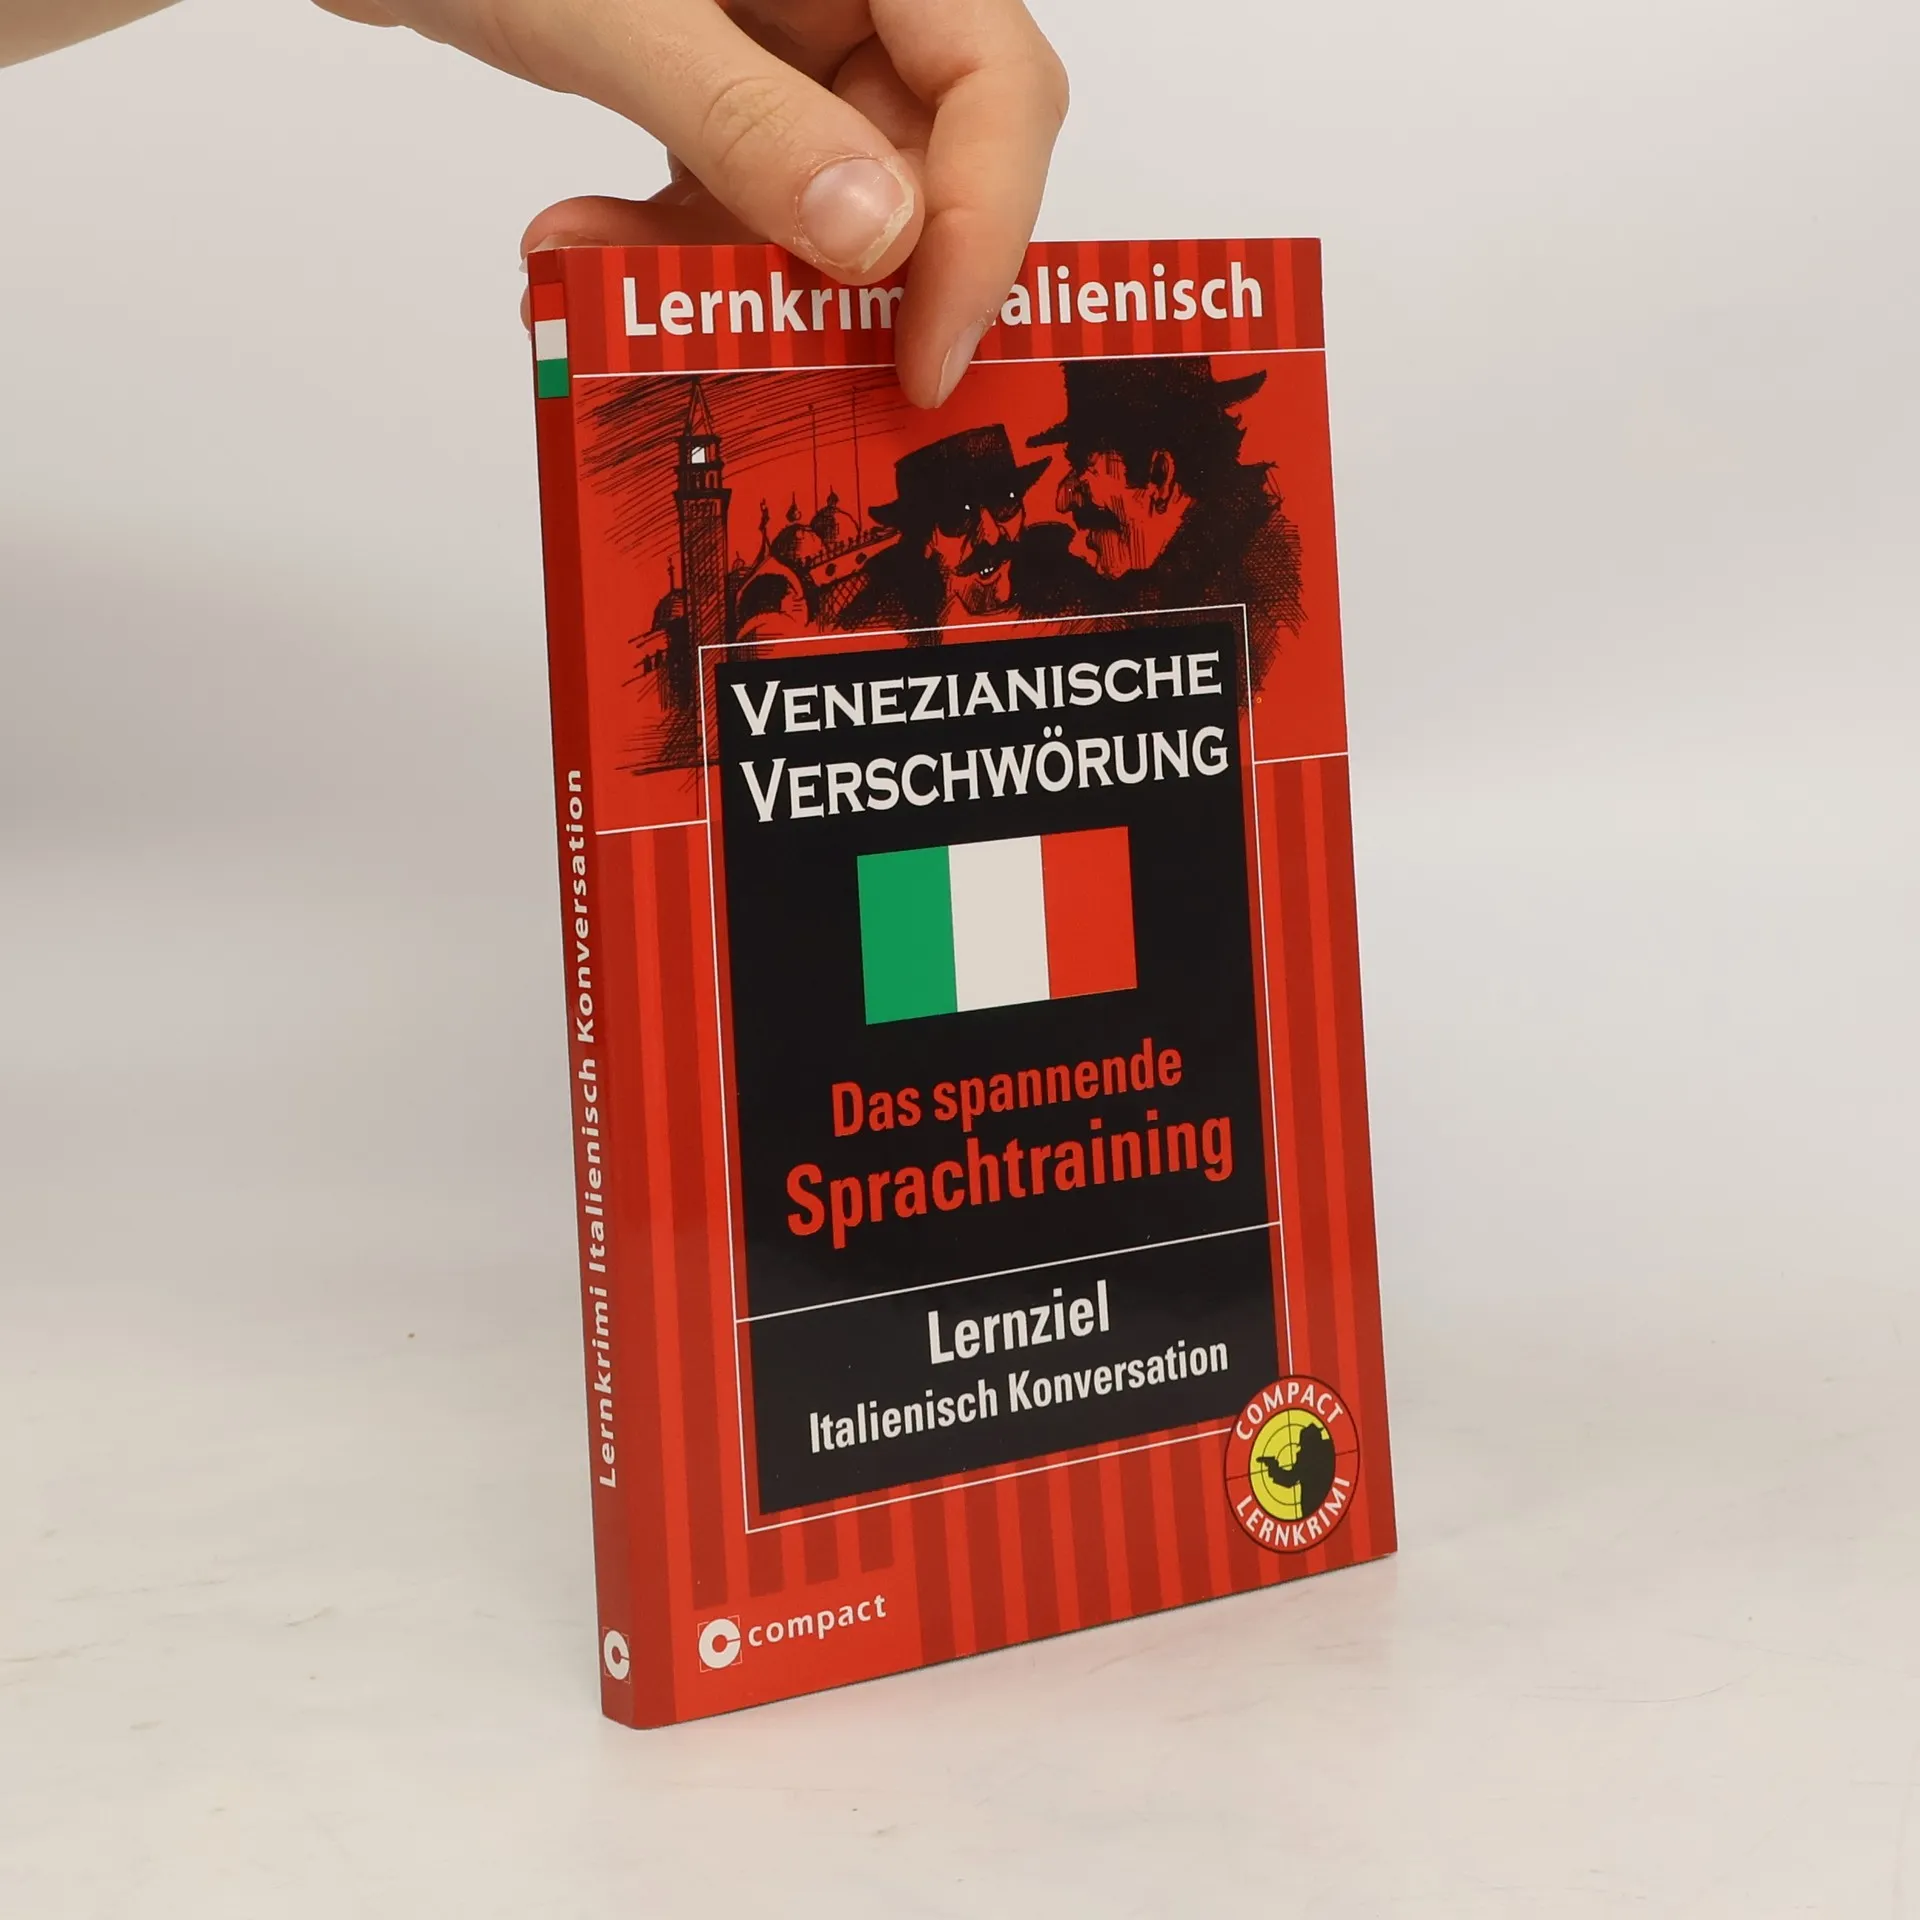 Lernkrimi Italienisch
VENEZIANISCHE
VERSCHWÖRUNG
Das spannende
Sprachtraining
Lernziel
Italienisch Konversation
COMPACT
LERNKRIMI
compact
Lernkrimi Italienisch Konversation